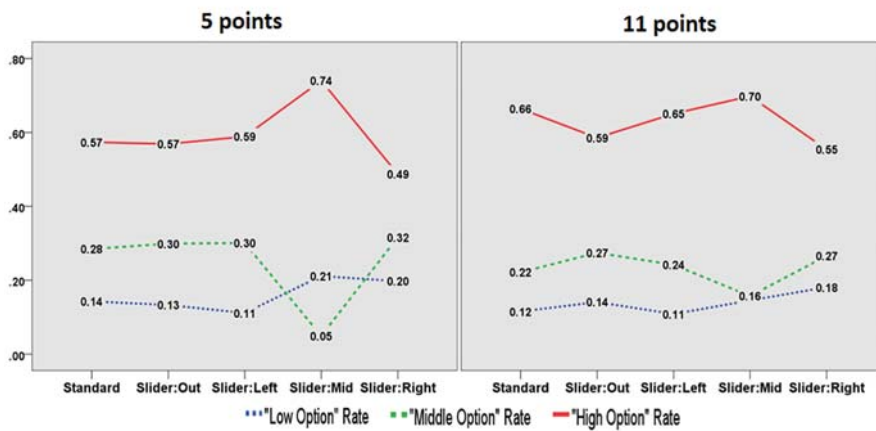 5 points
11 points
.80
.60
.40
.20
.00
0.57 0.57 0.59 0.74 0.49
0.28 0.30 0.30 0.05 0.32
0.14 0.13 0.11 0.21 0.20
0.66 0.59 0.65 0.70 0.55
0.22 0.27 0.24 0.16 0.27
0.12 0.14 0.11 0.18
Standard Slider:Out Slider:Left Slider:Mid Slider:Right
Standard Slider:Out Slider:Left Slider:Mid Slider:Right
"Low Option" Rate "Middle Option" Rate "High Option" Rate